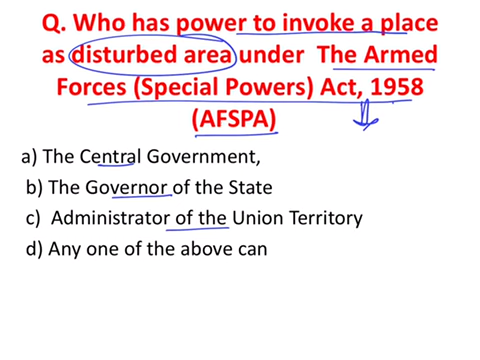 Q. Who has power to invoke a place
as disturbed area under The Armed
Forces (Special Powers) Act, 1958
(AFSPA)
a) The Central Government,
b) The Governor of the State
c) Administrator of the Union Territory
d) Any one of the above can